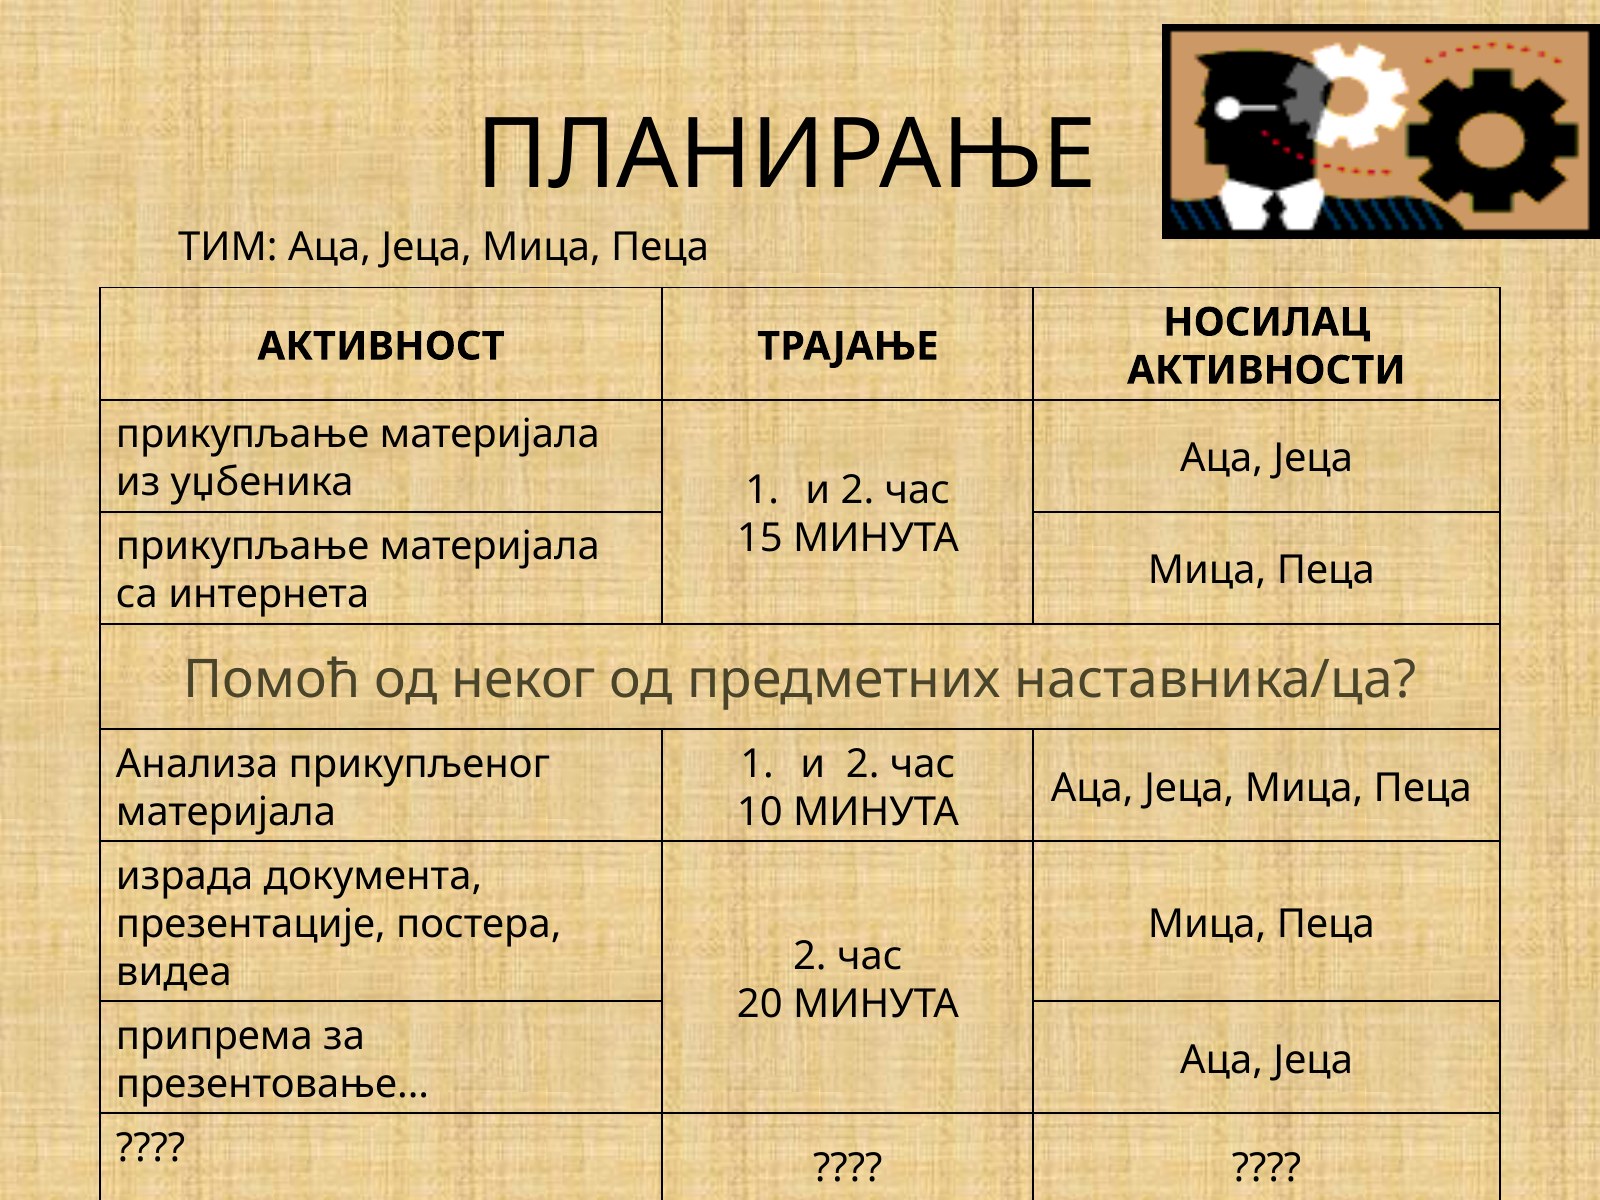 ПЛАНИРАЊЕ
ТИМ: Аца, Јеца, Мица, Пеца
АКТИВНОСТ
ТРАЈАЊЕ
НОСИЛАЦ
АКТИВНОСТИ
прикупљање материјала
из уџбеника
1. и 2. час
15 МИНУТА
Аца, Јеца
прикупљање материјала
са интернета
Мица, Пеца
Помоћ од неког од предметних наставника/ца?
Анализа прикупљеног
материјала
1. и 2. час
10 МИНУТА
Аца, Јеца, Мица, Пеца
израда документа,
презентације, постера,
видеа
2. час
20 МИНУТА
Мица, Пеца
припрема за
презентовање...
Аца, Јеца
????
????
????